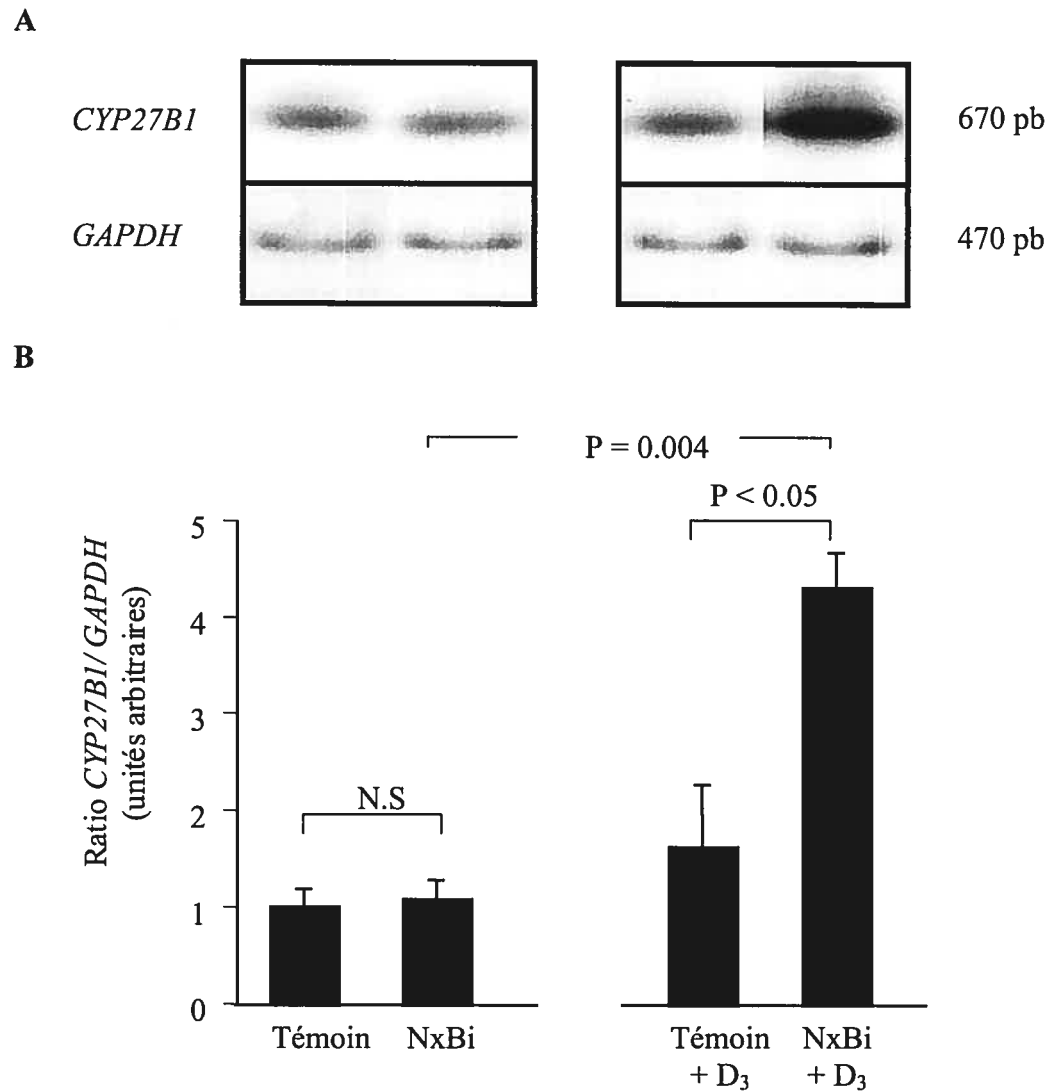 A
CYP27B1
670 pb
GAPDH
470 pb
B
P = 0.004
P < 0.05
N.S
Ratio CYP27B1/ GAPDH
(unités arbitraires)
5
4
3
2
1
0
Témoin
NxBi
Témoin
+ D₃
NxBi
+ D₃